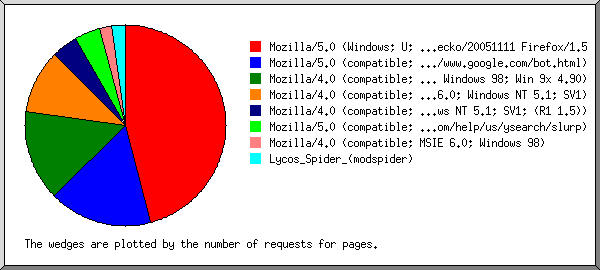 Mozilla/5.0 (Windows; U; ...ecko/20051111 Firefox/1.5
Mozilla/5.0 (compatible; .../www.google.com/bot.html)
Mozilla/4.0 (compatible; ... Windows 98; Win 9x 4.90)
Mozilla/4.0 (compatible; ...6.0; Windows NT 5.1; SV1)
Mozilla/4.0 (compatible; ...ws NT 5.1; SV1; (R1 1.5))
Mozilla/5.0 (compatible; ...om/help/us/ysearch/slurp)
Mozilla/4.0 (compatible; MSIE 6.0; Windows 98)
Lycos_Spider_(modspider)
The wedges are plotted by the number of requests for pages.